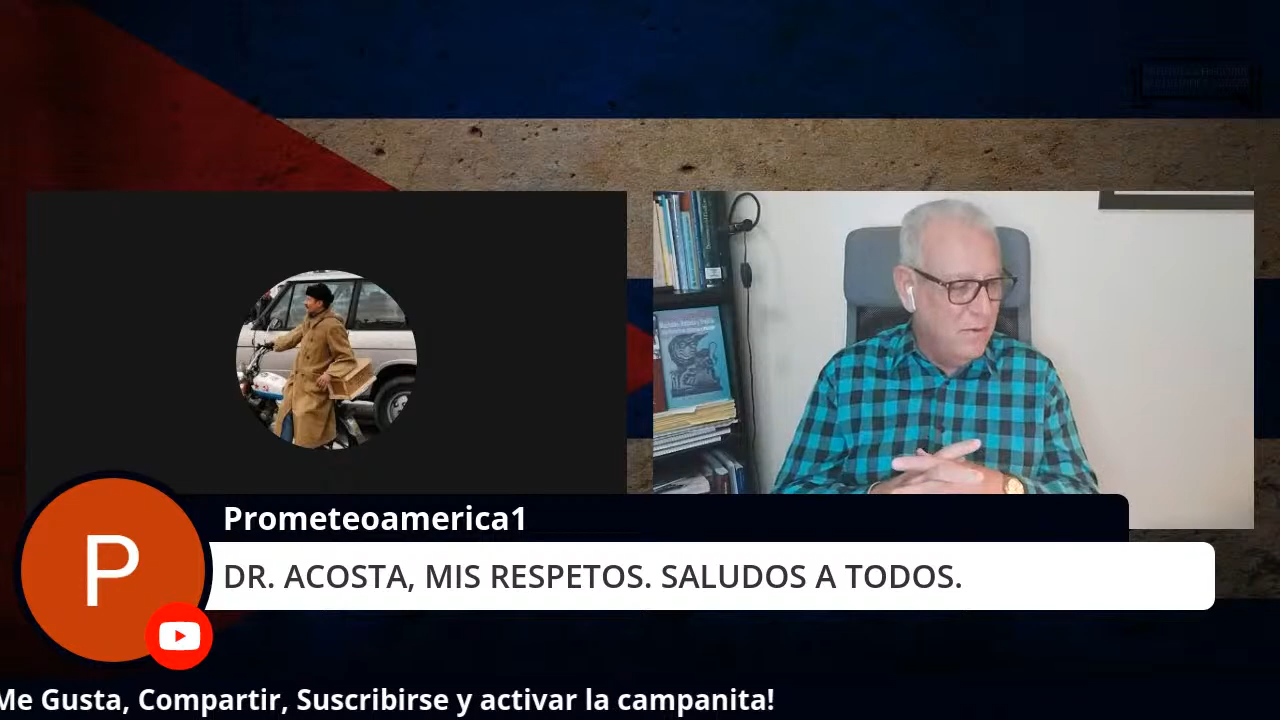 Prometeoamerica1
DR. ACOSTA, MIS RESPETOS. SALUDOS A TODOS.
Me Gusta, Compartir, Suscribirse y activar la campanita!